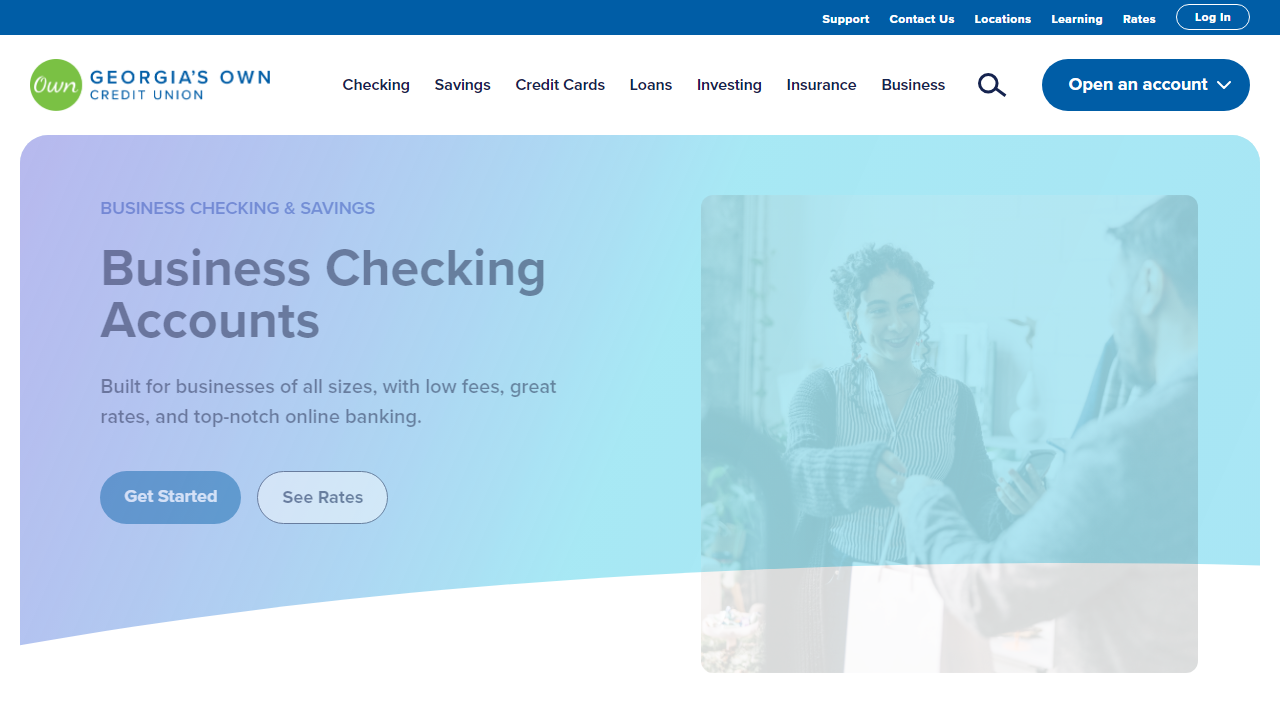 Support Contact Us Locations Learning Rates Log In
Own GEORGIA'S OWN
CREDIT UNION
Checking Savings Credit Cards Loans Investing Insurance Business Open an account
BUSINESS CHECKING & SAVINGS
Business Checking
Accounts
Built for businesses of all sizes, with low fees, great
rates, and top-notch online banking.
Get Started See Rates